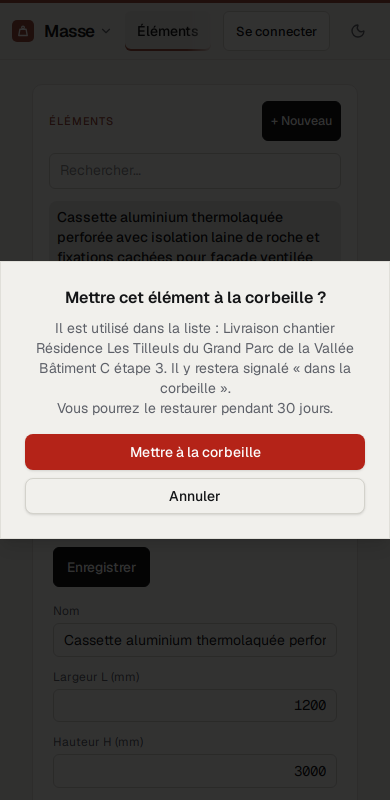 Masse
Éléments
Se connecter
ÉLÉMENTS
+ Nouveau
Rechercher…
Cassette aluminium thermolaquée
perforée avec isolation laine de roche et
fixations cachées pour façade ventilée
Mettre cet élément à la corbeille ?
Il est utilisé dans la liste : Livraison chantier
Résidence Les Tilleuls du Grand Parc de la Vallée
Bâtiment C étape 3. Il y restera signalé « dans la
corbeille ».
Vous pourrez le restaurer pendant 30 jours.
Mettre à la corbeille
Annuler
Enregistrer
Nom
Cassette aluminium thermolaquée perfor
Largeur L (mm)
1200
Hauteur H (mm)
3000